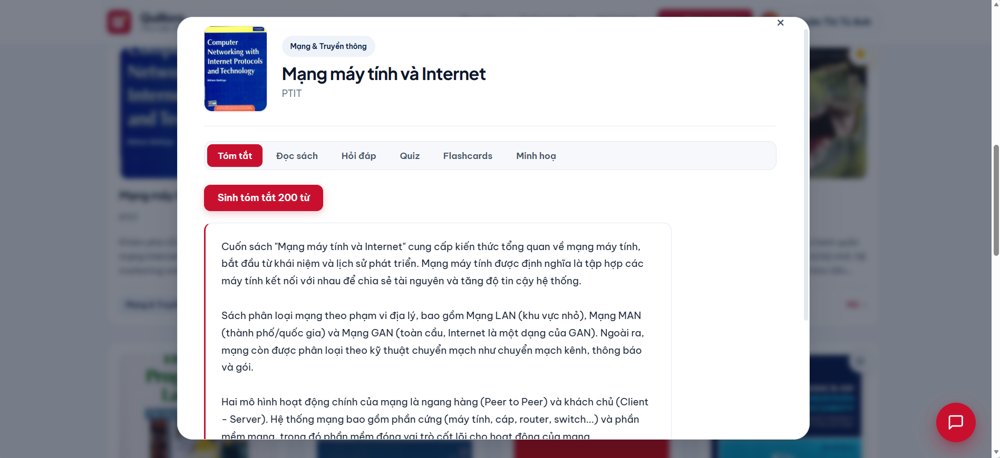 ×
Computer
Networking with
Internet Protocols
and Technology
William Stallings
Mạng & Truyền thông
Mạng máy tính và Internet
PTIT
Tóm tắt
Đọc sách
Hỏi đáp
Quiz
Flashcards
Minh hoạ
Sinh tóm tắt 200 từ
Cuốn sách "Mạng máy tính và Internet" cung cấp kiến thức tổng quan về mạng máy tính,
bắt đầu từ khái niệm và lịch sử phát triển. Mạng máy tính được định nghĩa là tập hợp các
máy tính kết nối với nhau để chia sẻ tài nguyên và tăng độ tin cậy hệ thống.
Sách phân loại mạng theo phạm vi địa lý, bao gồm Mạng LAN (khu vực nhỏ), Mạng MAN
(thành phố/quốc gia) và Mạng GAN (toàn cầu, Internet là một dạng của GAN). Ngoài ra,
mạng còn được phân loại theo kỹ thuật chuyển mạch như chuyển mạch kênh, thông báo
và gói.
Hai mô hình hoạt động chính của mạng là ngang hàng (Peer to Peer) và khách chủ (Client
- Server). Hệ thống mạng bao gồm phần cứng (máy tính, cáp, router, switch...) và phần
mềm mạng, trong đó phần mềm đóng vai trò cốt lõi cho hoạt động của mạng